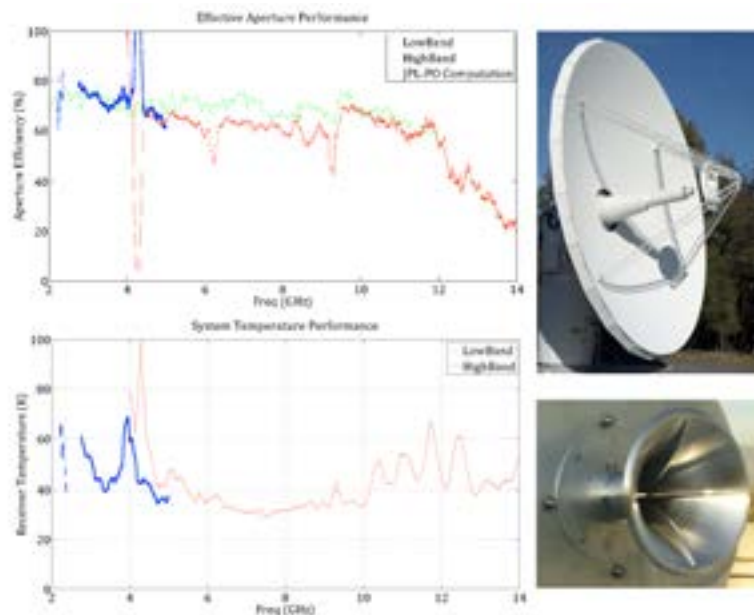 Effective Aperture Performance
LowBand
HighBand
JPL-PO Computation
Aperture Efficiency (%)
100
80
60
40
20
0
2 4 6 8 10 12 14
Freq (GHz)
System Temperature Performance
LowBand
HighBand
Receiver Temperature (K)
100
80
60
40
20
0
2 4 6 8 10 12 14
Freq (GHz)